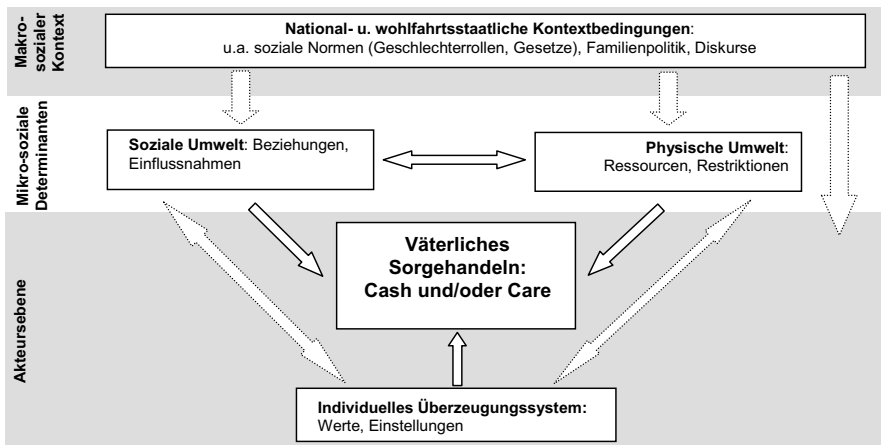 Makro-
sozialer
Kontext
National- u. wohlfahrtsstaatliche Kontextbedingungen:
u.a. soziale Normen (Geschlechterrollen, Gesetze), Familienpolitik, Diskurse
Mikro-soziale
Determinanten
Soziale Umwelt: Beziehungen,
Einflussnahmen
Physische Umwelt:
Ressourcen, Restriktionen
Akteursebene
Väterliches
Sorgehandeln:
Cash und/oder Care
Individuelles Überzeugungssystem:
Werte, Einstellungen